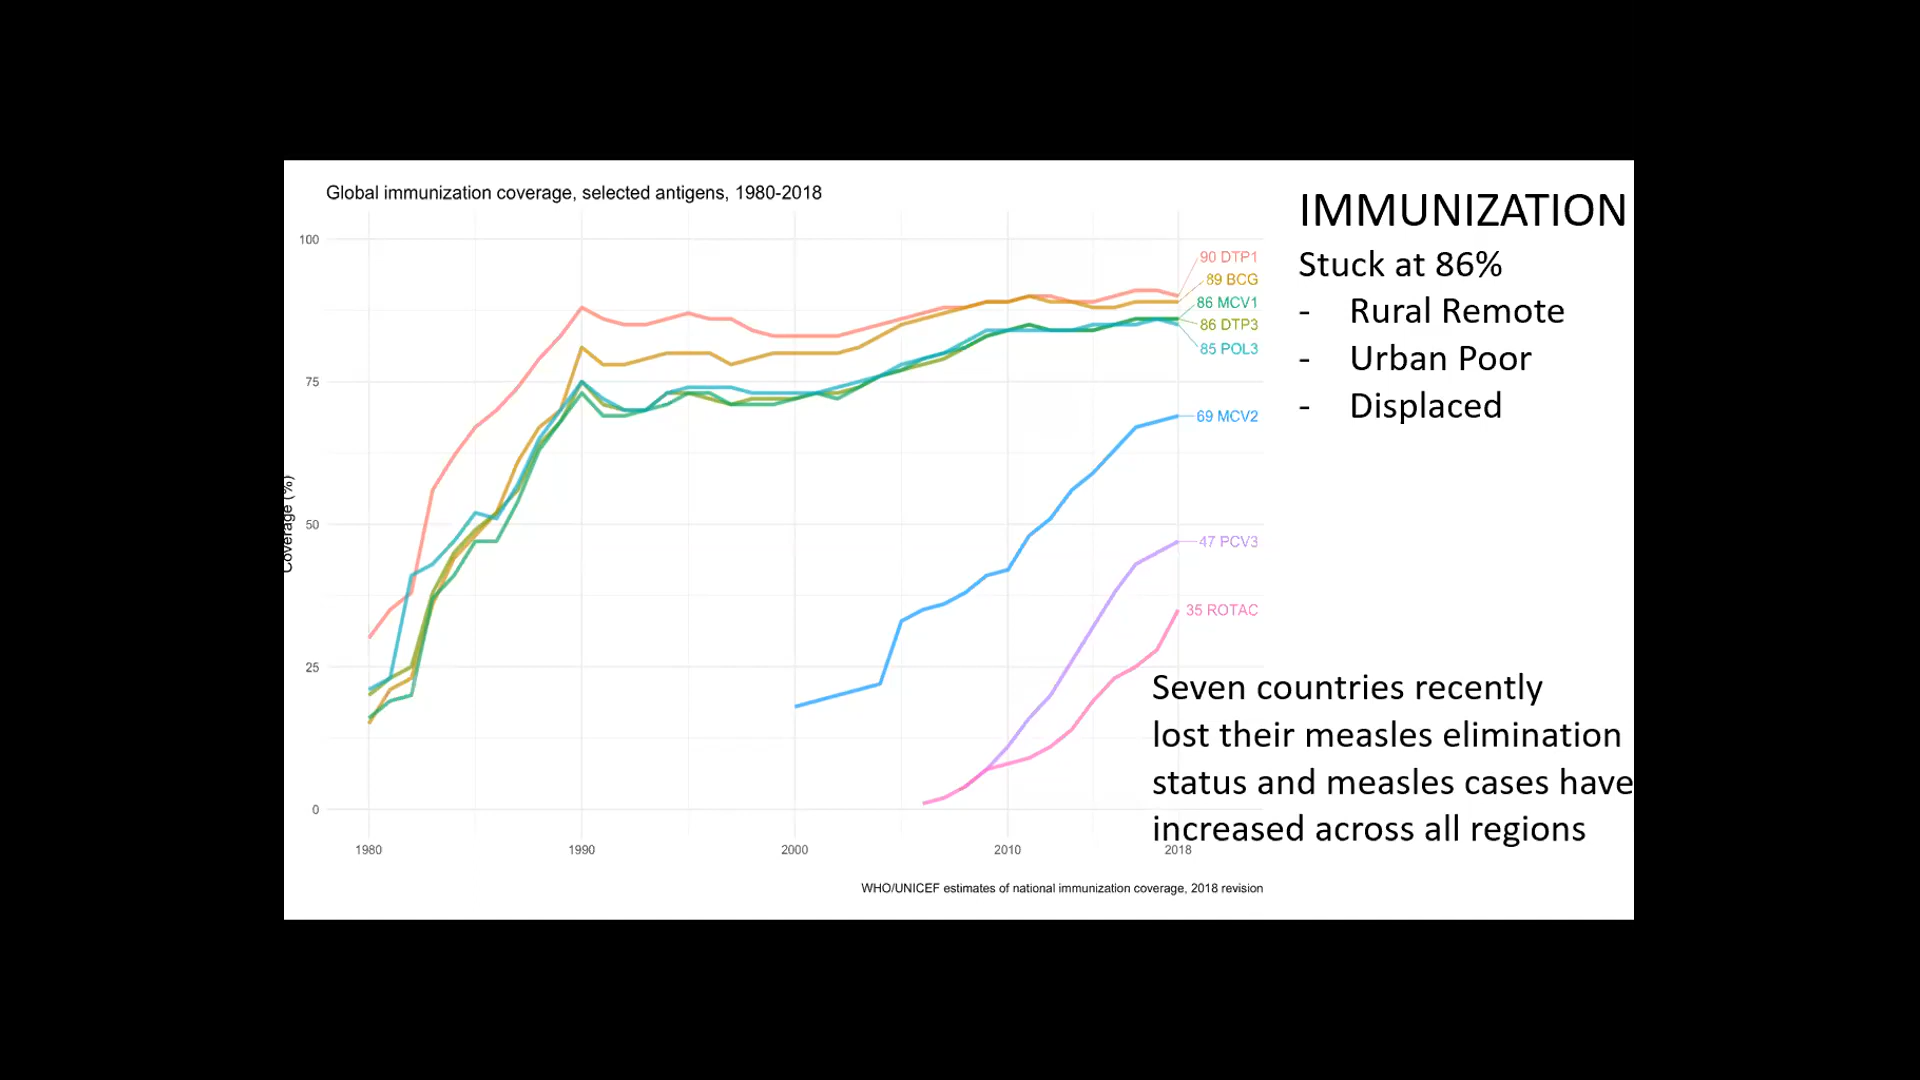 Global immunization coverage, selected antigens, 1980-2018
100
75
50
25
0
Coverage (%)
1980
1990
2000
2010
2018
90 DTP1
89 BCG
86 MCV1
86 DTP3
85 POL3
69 MCV2
47 PCV3
35 ROTAC
WHO/UNICEF estimates of national immunization coverage, 2018 revision
IMMUNIZATION
Stuck at 86%
- Rural Remote
- Urban Poor
- Displaced
Seven countries recently
lost their measles elimination
status and measles cases have
increased across all regions